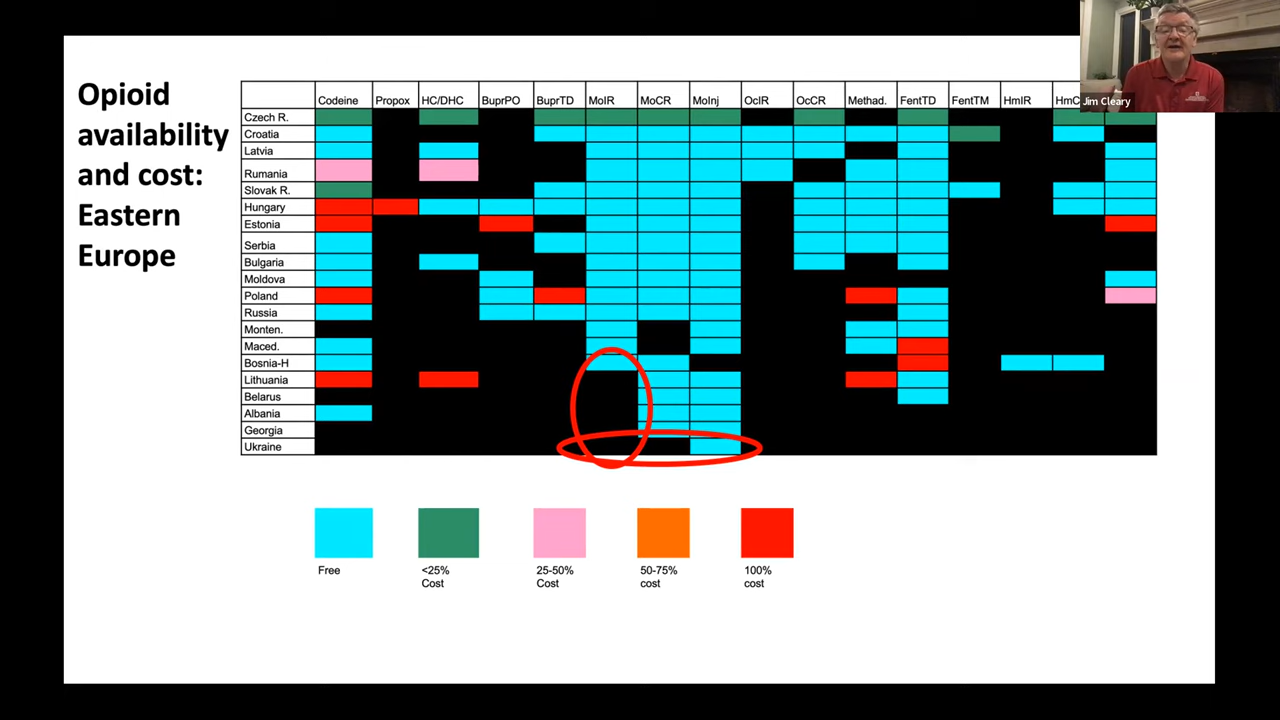 Opioid
availability
and cost:
Eastern
Europe
Codeine Propox HC/DHC BuprPO BuprTD MoIR MoCR MoInj OcIR OcCR Methad. FentTD FentTM HmIR HmC
Jim Cleary
Czech R.
Croatia
Latvia
Rumania
Slovak R.
Hungary
Estonia
Serbia
Bulgaria
Moldova
Poland
Russia
Monten.
Maced.
Bosnia-H
Lithuania
Belarus
Albania
Georgia
Ukraine
Free <25% 25-50% 50-75% 100%
Cost Cost cost cost